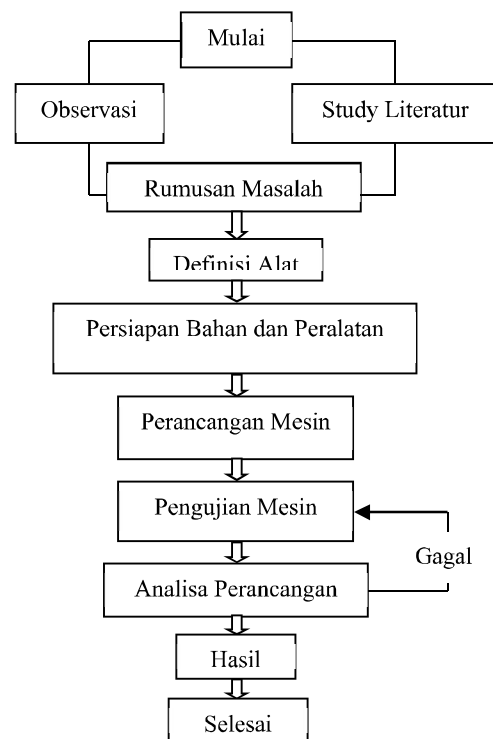 Mulai
Observasi
Study Literatur
Rumusan Masalah
Definisi Alat
Persiapan Bahan dan Peralatan
Perancangan Mesin
Pengujian Mesin
Gagal
Analisa Perancangan
Hasil
Selesai